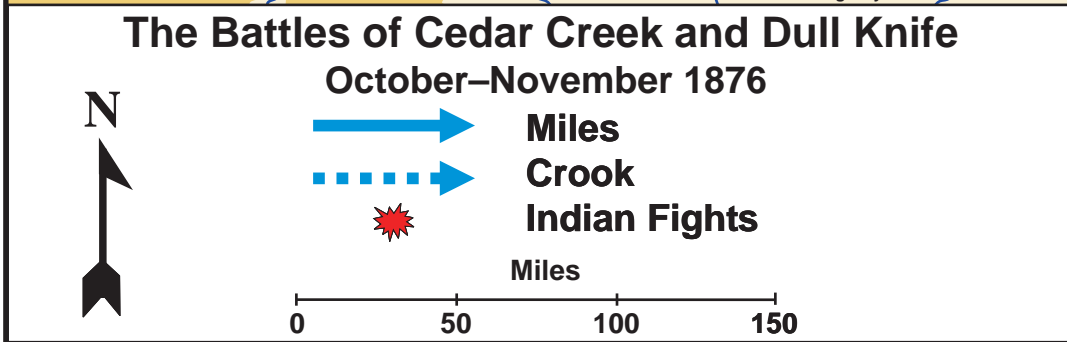 The Battles of Cedar Creek and Dull Knife
October–November 1876
N
Miles
Crook
Indian Fights
Miles
0 50 100 150